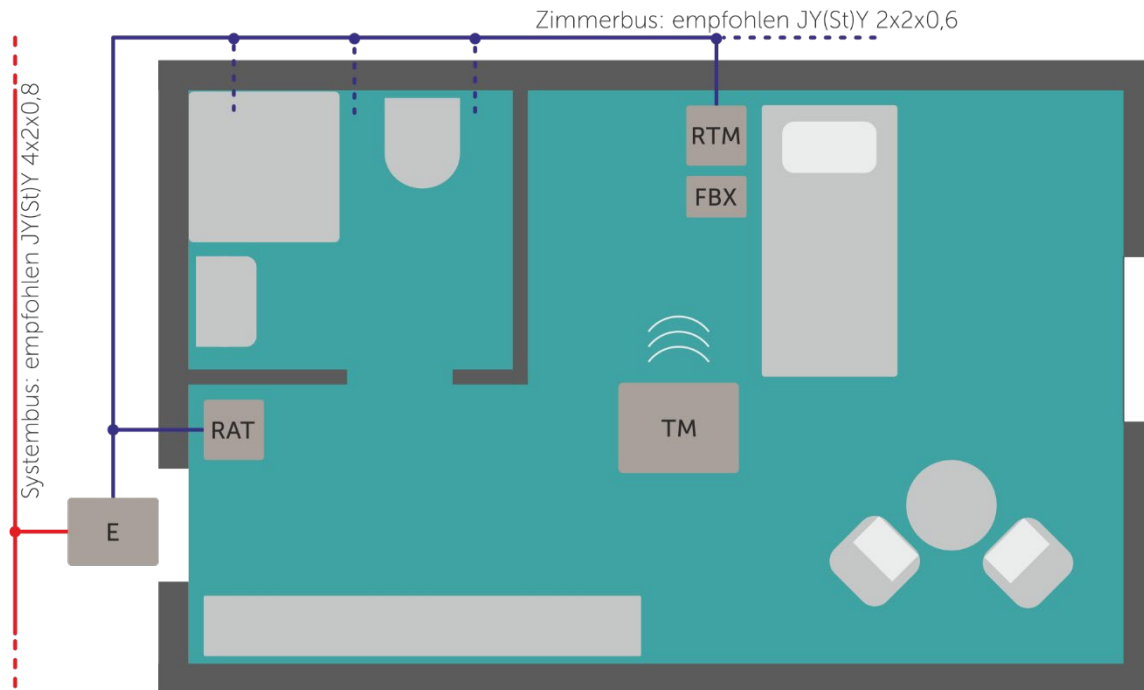 Zimmerbus: empfohlen JY(St)Y 2x2x0,6
Systembus: empfohlen JY(St)Y 4x2x0,8
RTM
FBX
RAT
TM
E